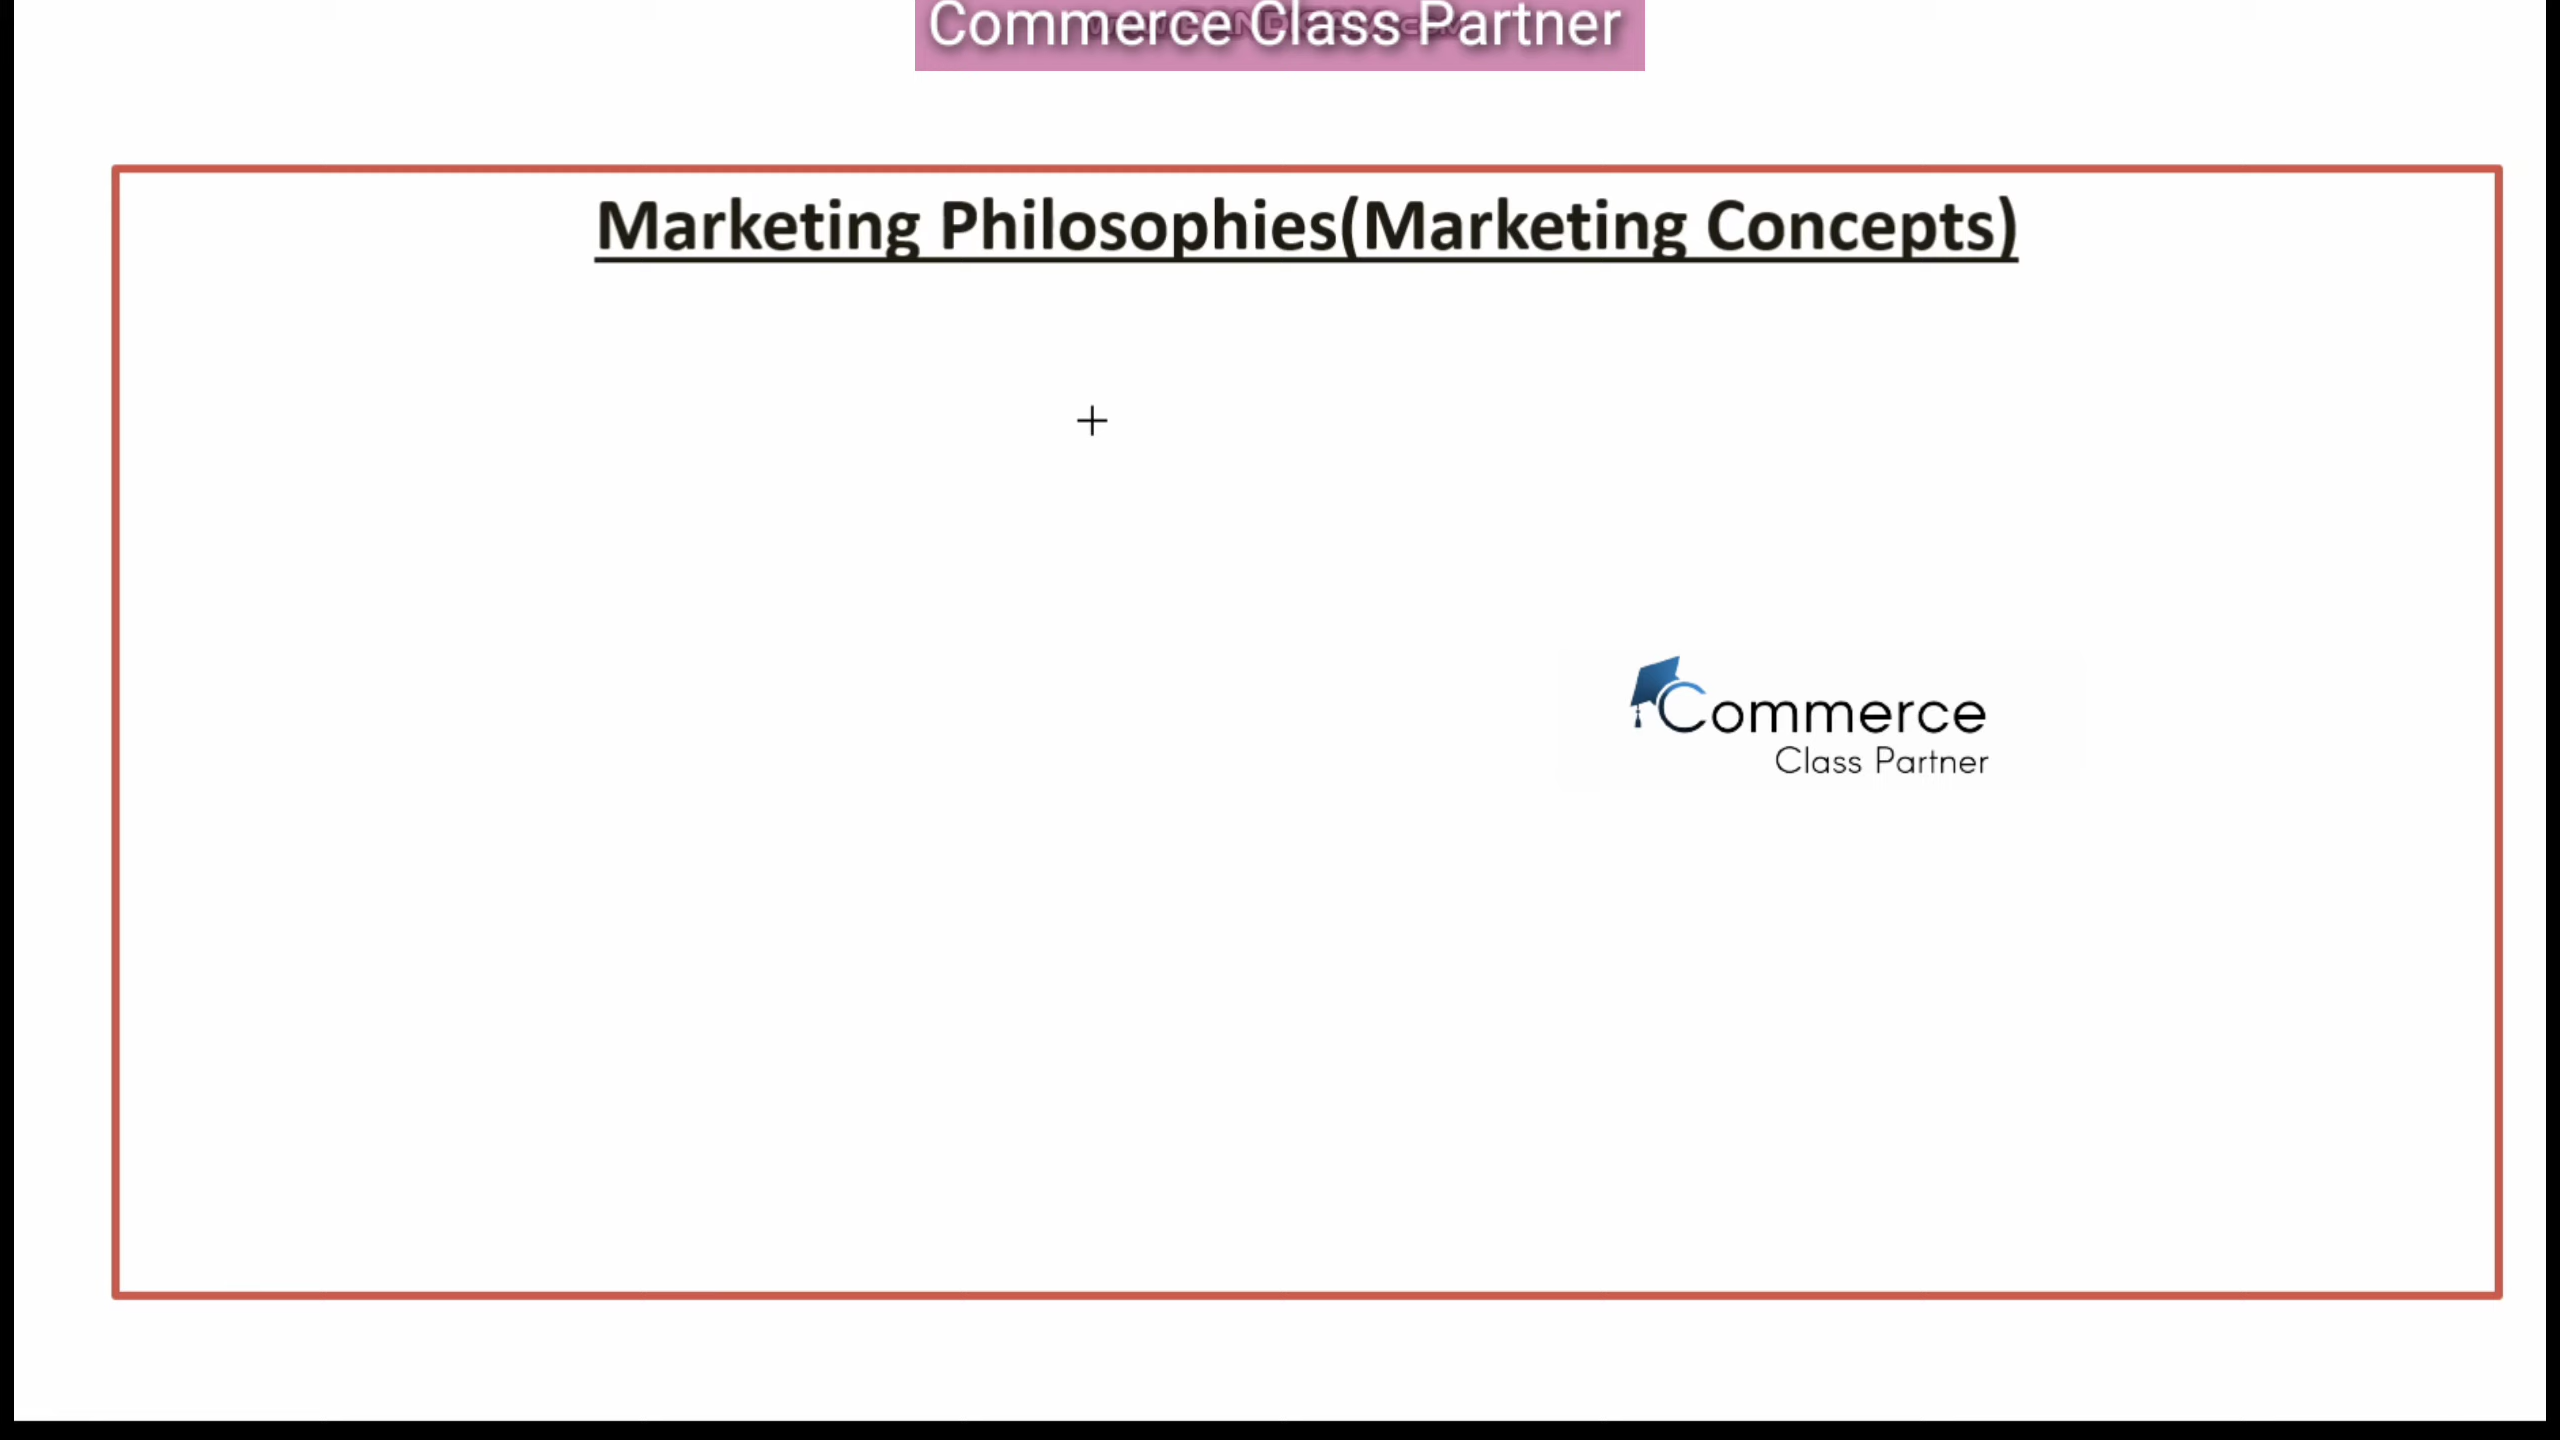 Commerce Class Partner
Marketing Philosophies(Marketing Concepts)
Commerce
Class Partner